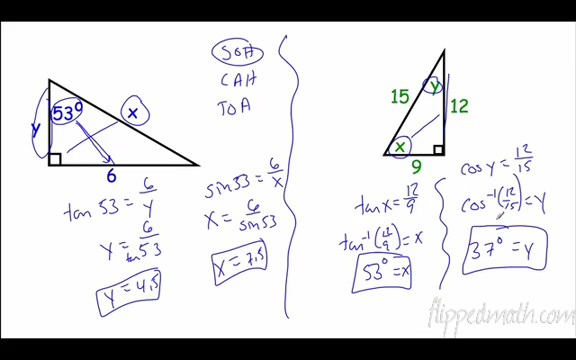 SOH
CAH
TOA
53°
x
y
6
tan 53 = 6/y
y = 6/tan 53
y = 4.5
sin 53 = 6/x
x = 6/sin 53
x = 7.5
15
y
12
x
9
tan x = 12/9
tan⁻¹(12/9) = x
53° = x
cos y = 12/15
cos⁻¹(12/15) = y
37° = y
flippedmath.com